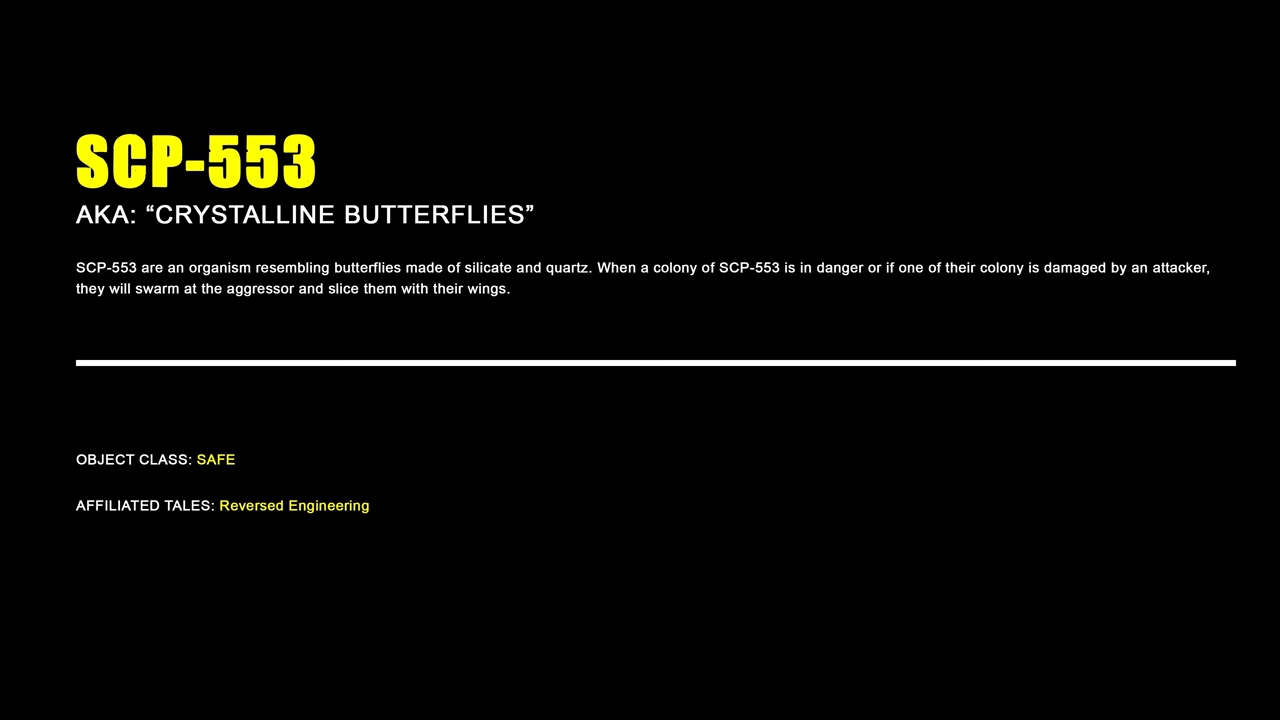 SCP-553
AKA: “CRYSTALLINE BUTTERFLIES”
SCP-553 are an organism resembling butterflies made of silicate and quartz. When a colony of SCP-553 is in danger or if one of their colony is damaged by an attacker,
they will swarm at the aggressor and slice them with their wings.
OBJECT CLASS: SAFE
AFFILIATED TALES: Reversed Engineering